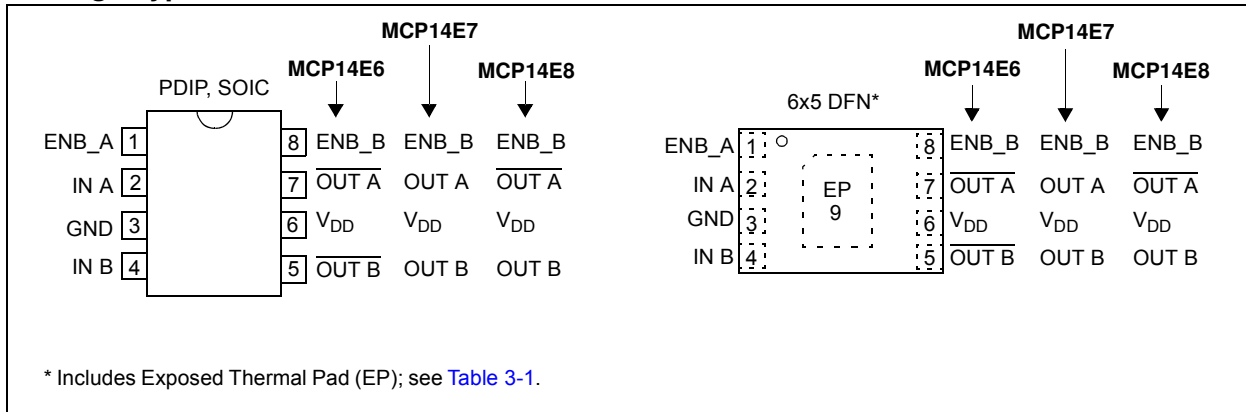 MCP14E7
MCP14E6 MCP14E8
PDIP, SOIC
ENB_A 1 8 ENB_B ENB_B ENB_B
IN A 2 7 OUT A OUT A OUT A
GND 3 6 VDD VDD VDD
IN B 4 5 OUT B OUT B OUT B
MCP14E7
MCP14E6 MCP14E8
6x5 DFN*
ENB_A 1 8 ENB_B ENB_B ENB_B
IN A 2 EP 7 OUT A OUT A OUT A
GND 3 9 6 VDD VDD VDD
IN B 4 5 OUT B OUT B OUT B
* Includes Exposed Thermal Pad (EP); see Table 3-1.